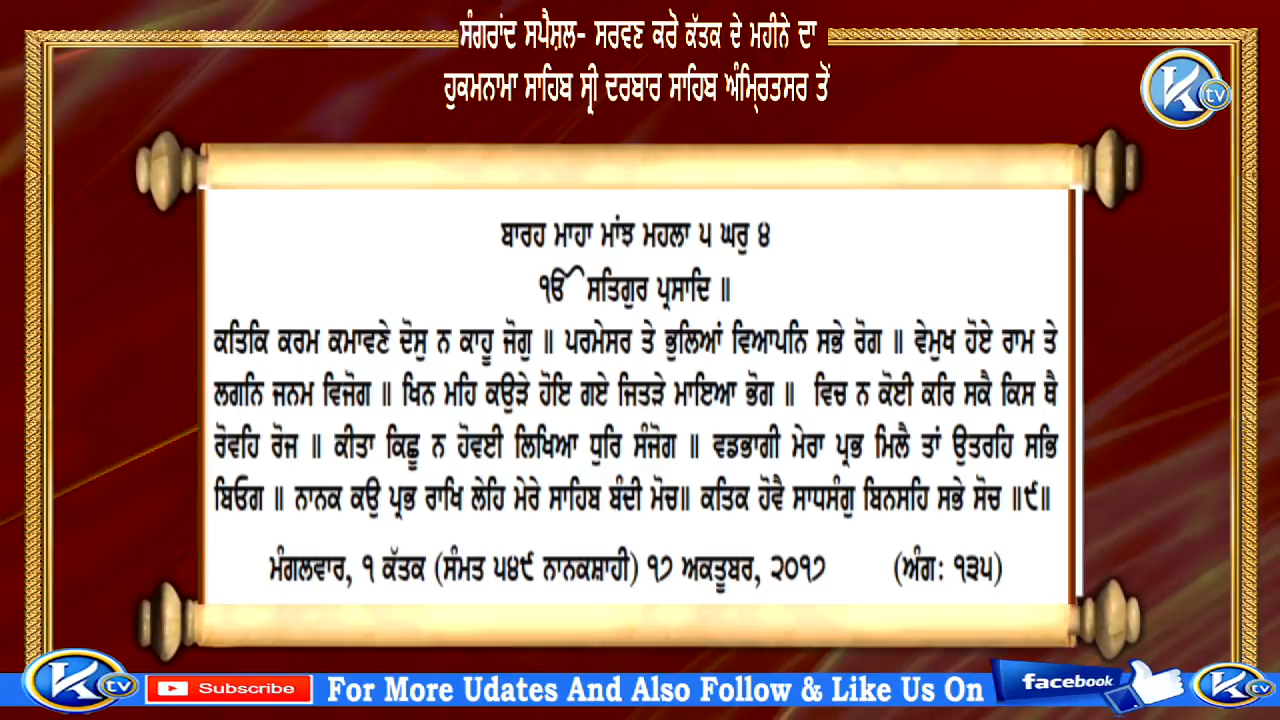 ਸੰਗਰਾਂਦ ਸਪੈਸ਼ਲ- ਸਰਵਣ ਕਰੋ ਕੱਤਕ ਦੇ ਮਹੀਨੇ ਦਾ
ਹੁਕਮਨਾਮਾ ਸਾਹਿਬ ਸ੍ਰੀ ਦਰਬਾਰ ਸਾਹਿਬ ਅੰਮ੍ਰਿਤਸਰ ਤੋਂ
K tv
ਬਾਰਹ ਮਾਹਾ ਮਾਂਝ ਮਹਲਾ ੫ ਘਰੁ ੪
ੴ ਸਤਿਗੁਰ ਪ੍ਰਸਾਦਿ ॥
ਕਤਿਕਿ ਕਰਮ ਕਮਾਵਣੇ ਦੋਸੁ ਨ ਕਾਹੂ ਜੋਗੁ ॥ ਪਰਮੇਸਰ ਤੇ ਭੁਲਿਆਂ ਵਿਆਪਨਿ ਸਭੇ ਰੋਗ ॥ ਵੇਮੁਖ ਹੋਏ ਰਾਮ ਤੇ
ਲਗਨਿ ਜਨਮ ਵਿਜੋਗ ॥ ਖਿਨ ਮਹਿ ਕਉੜੇ ਹੋਇ ਗਏ ਜਿਤੜੇ ਮਾਇਆ ਭੋਗ ॥ ਵਿਚ ਨ ਕੋਈ ਕਰਿ ਸਕੈ ਕਿਸ ਥੈ
ਰੋਵਹਿ ਰੋਜ ॥ ਕੀਤਾ ਕਿਛੂ ਨ ਹੋਵਈ ਲਿਖਿਆ ਧੁਰਿ ਸੰਜੋਗ ॥ ਵਡਭਾਗੀ ਮੇਰਾ ਪ੍ਰਭ ਮਿਲੈ ਤਾਂ ਉਤਰਹਿ ਸਭਿ
ਬਿਓਗ ॥ ਨਾਨਕ ਕਉ ਪ੍ਰਭ ਰਾਖਿ ਲੇਹਿ ਮੇਰੇ ਸਾਹਿਬ ਬੰਦੀ ਮੋਚ॥ ਕਤਿਕ ਹੋਵੈ ਸਾਧਸੰਗੁ ਬਿਨਸਹਿ ਸਭੇ ਸੋਚ ॥੯॥
ਮੰਗਲਵਾਰ, ੧ ਕੱਤਕ (ਸੰਮਤ ੫੪੯ ਨਾਨਕਸ਼ਾਹੀ) ੧੭ ਅਕਤੂਬਰ, ੨੦੧੭ (ਅੰਗ: ੧੩੫)
K tv Subscribe For More Udates And Also Follow & Like Us On facebook K tv